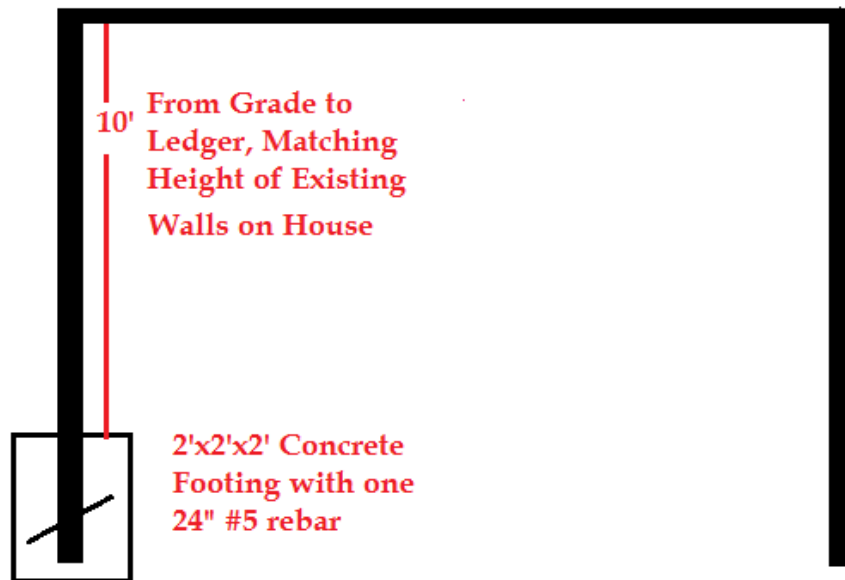 10'
From Grade to
Ledger, Matching
Height of Existing
Walls on House
2'x2'x2' Concrete
Footing with one
24" #5 rebar